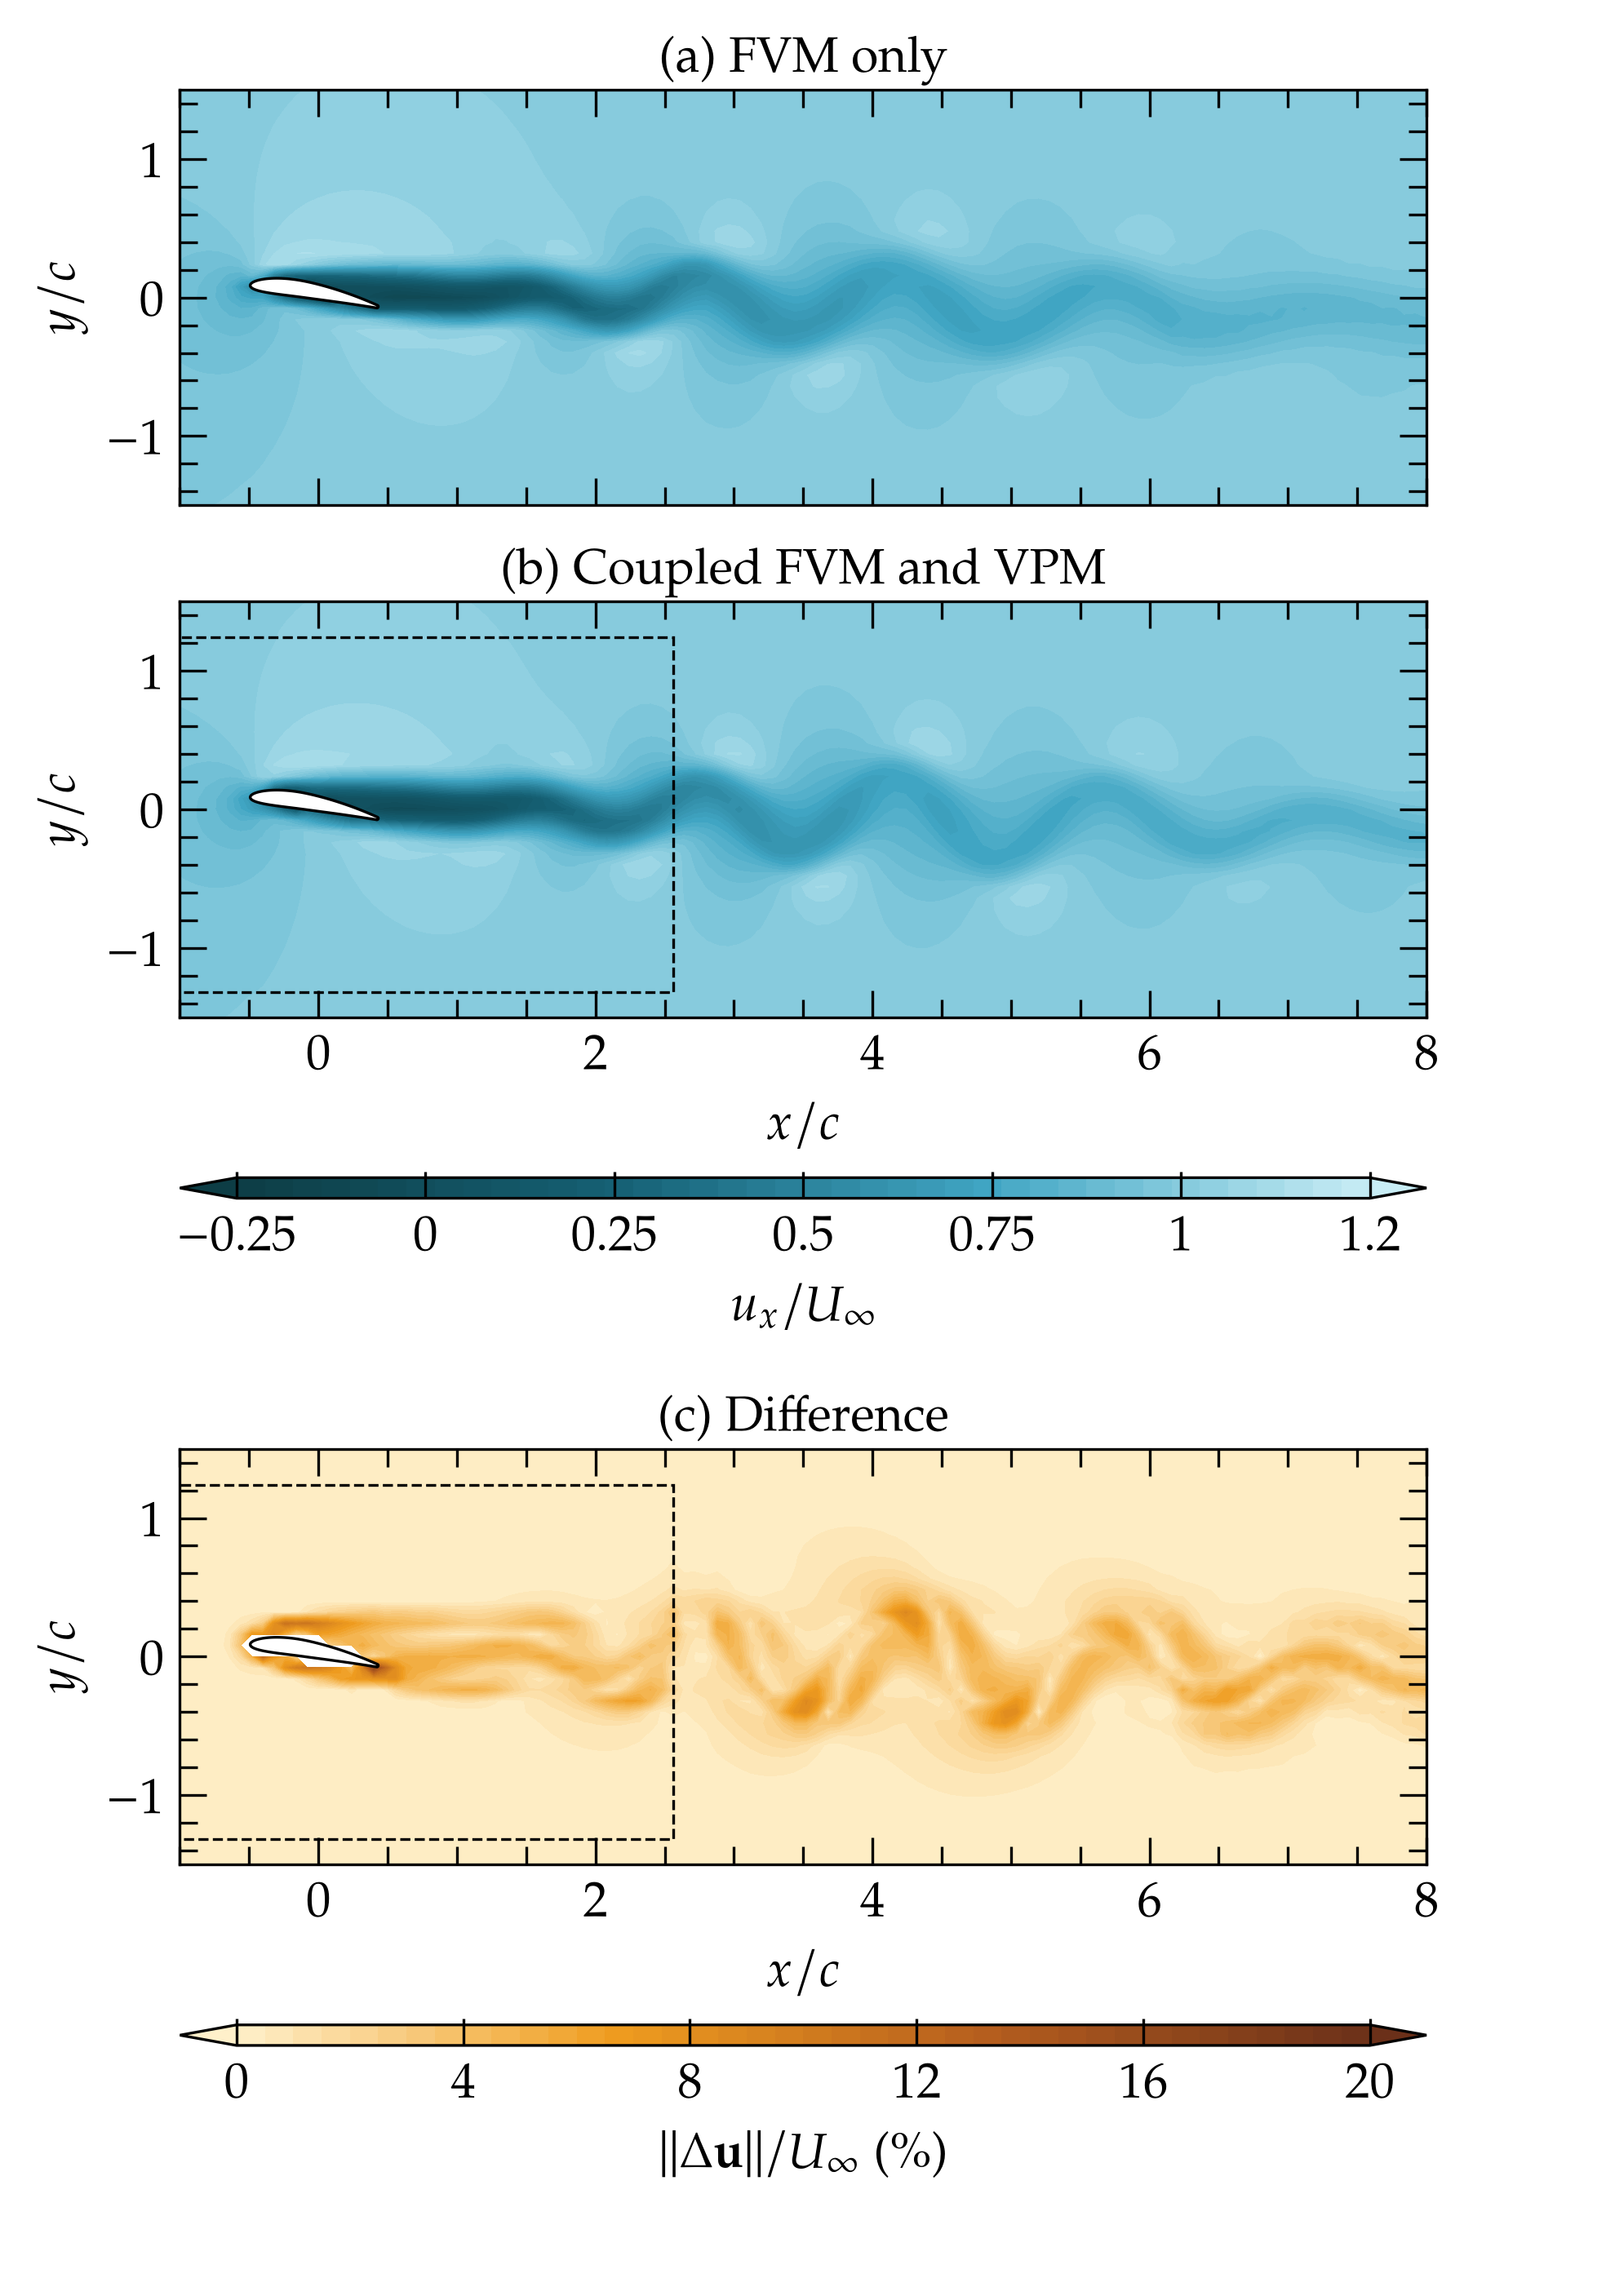 (a) FVM only
1
0
−1
y/c
(b) Coupled FVM and VPM
1
0
−1
y/c
0 2 4 6 8
x/c
−0.25 0 0.25 0.5 0.75 1 1.2
u_x/U_∞
(c) Difference
1
0
−1
y/c
0 2 4 6 8
x/c
0 4 8 12 16 20
‖Δu‖/U_∞ (%)